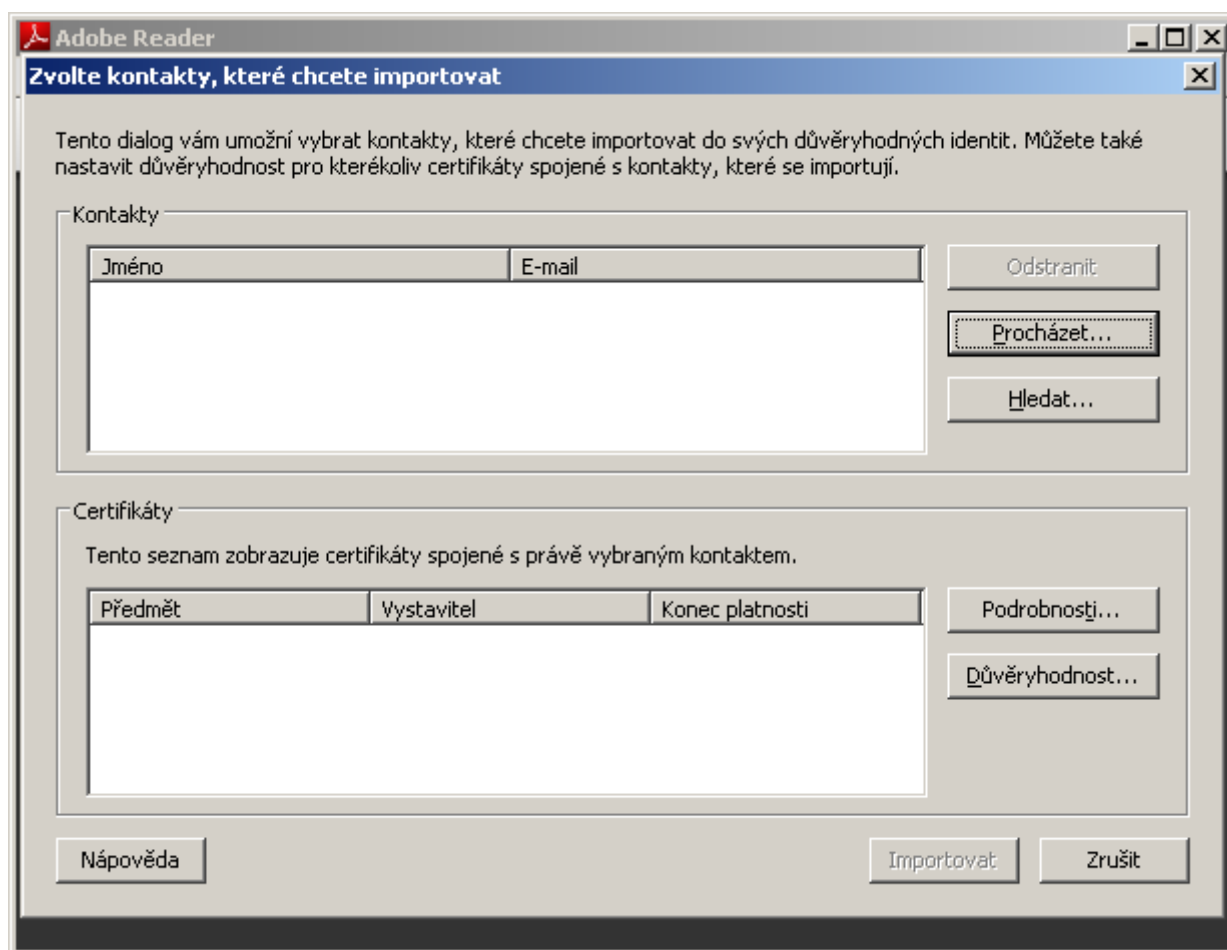 Adobe Reader
Zvolte kontakty, které chcete importovat
Tento dialog vám umožní vybrat kontakty, které chcete importovat do svých důvěryhodných identit. Můžete také
nastavit důvěryhodnost pro kterékoliv certifikáty spojené s kontakty, které se importují.
Kontakty
Jméno E-mail
Odstranit
Procházet...
Hledat...
Certifikáty
Tento seznam zobrazuje certifikáty spojené s právě vybraným kontaktem.
Předmět Vystavitel Konec platnosti
Podrobnosti...
Důvěryhodnost...
Nápověda Importovat Zrušit